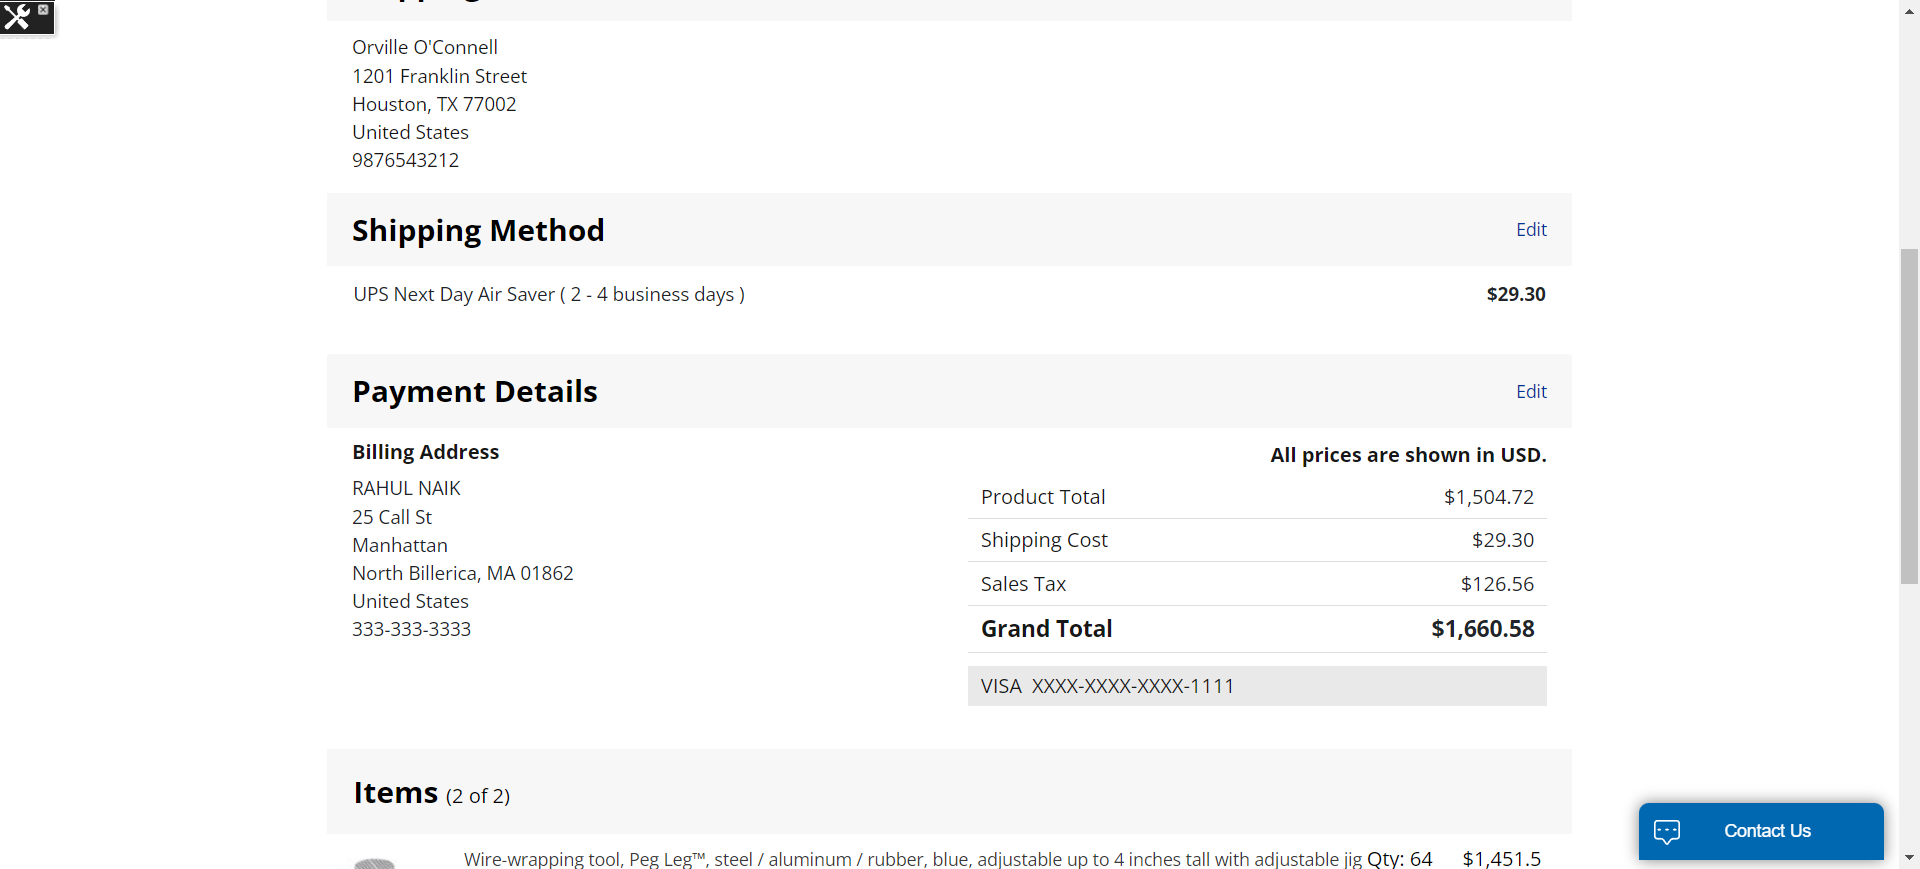 Orville O'Connell
1201 Franklin Street
Houston, TX 77002
United States
9876543212
Shipping Method
Edit
UPS Next Day Air Saver ( 2 - 4 business days )
$29.30
Payment Details
Edit
Billing Address
RAHUL NAIK
25 Call St
Manhattan
North Billerica, MA 01862
United States
333-333-3333
All prices are shown in USD.
Product Total $1,504.72
Shipping Cost $29.30
Sales Tax $126.56
Grand Total $1,660.58
VISA XXXX-XXXX-XXXX-1111
Items (2 of 2)
Wire-wrapping tool, Peg Leg™, steel / aluminum / rubber, blue, adjustable up to 4 inches tall with adjustable jig Qty: 64 $1,451.5
Contact Us